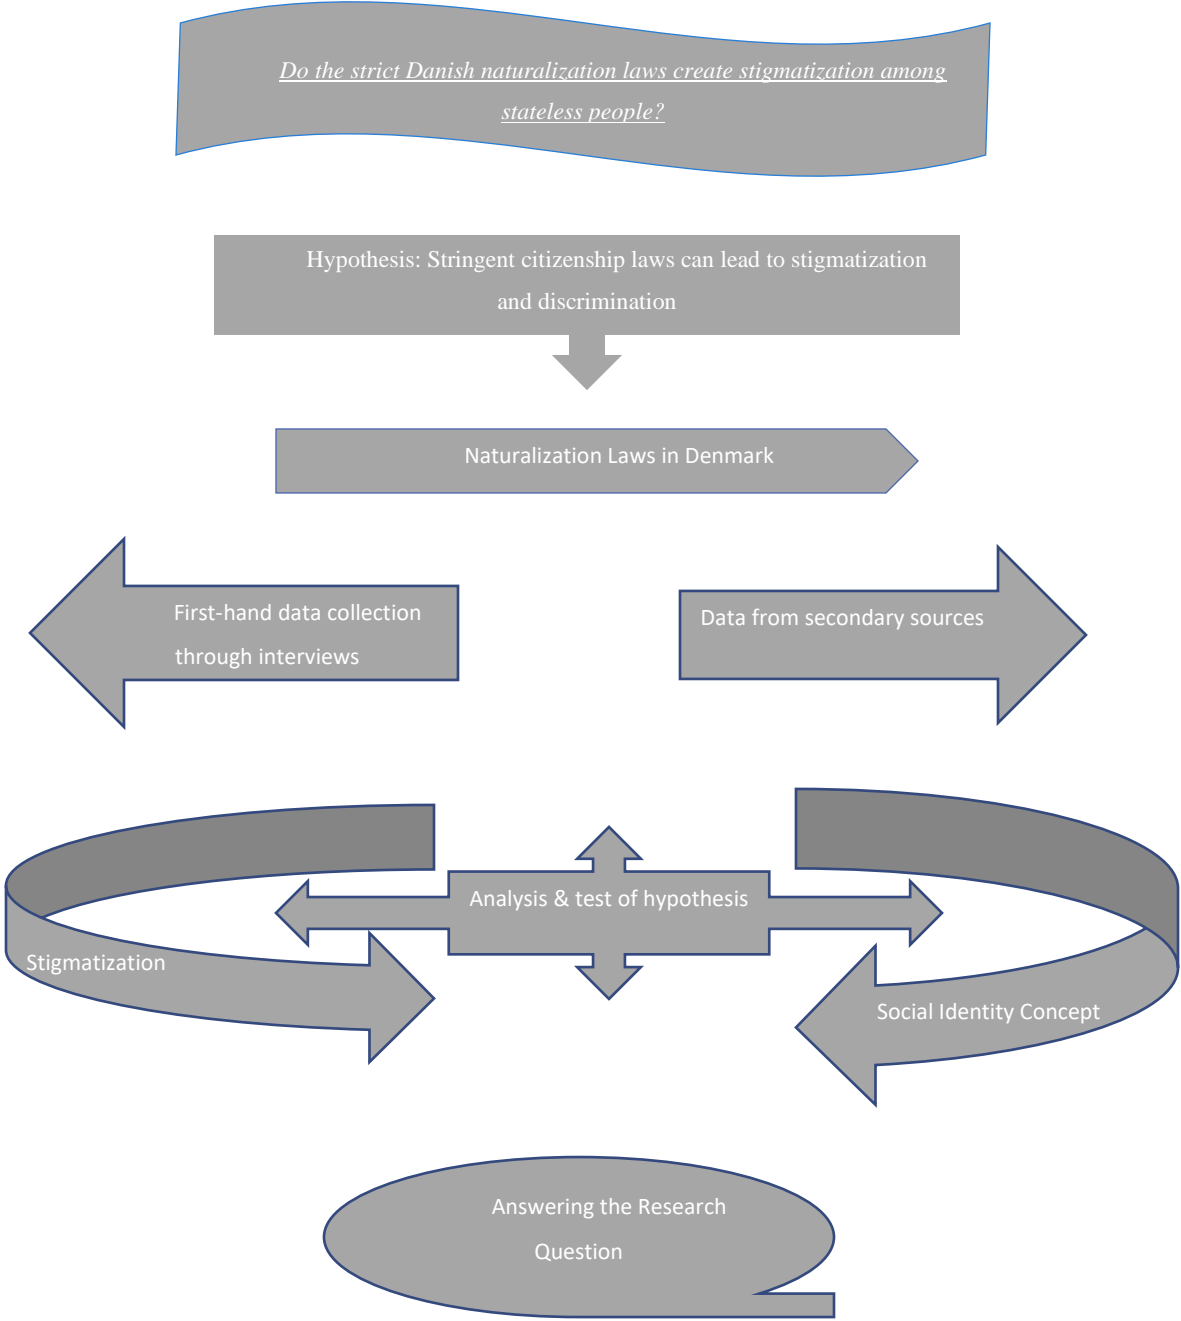 Do the strict Danish naturalization laws create stigmatization among
stateless people?
Hypothesis: Stringent citizenship laws can lead to stigmatization
and discrimination
Naturalization Laws in Denmark
First-hand data collection
through interviews
Data from secondary sources
Analysis & test of hypothesis
Stigmatization
Social Identity Concept
Answering the Research
Question